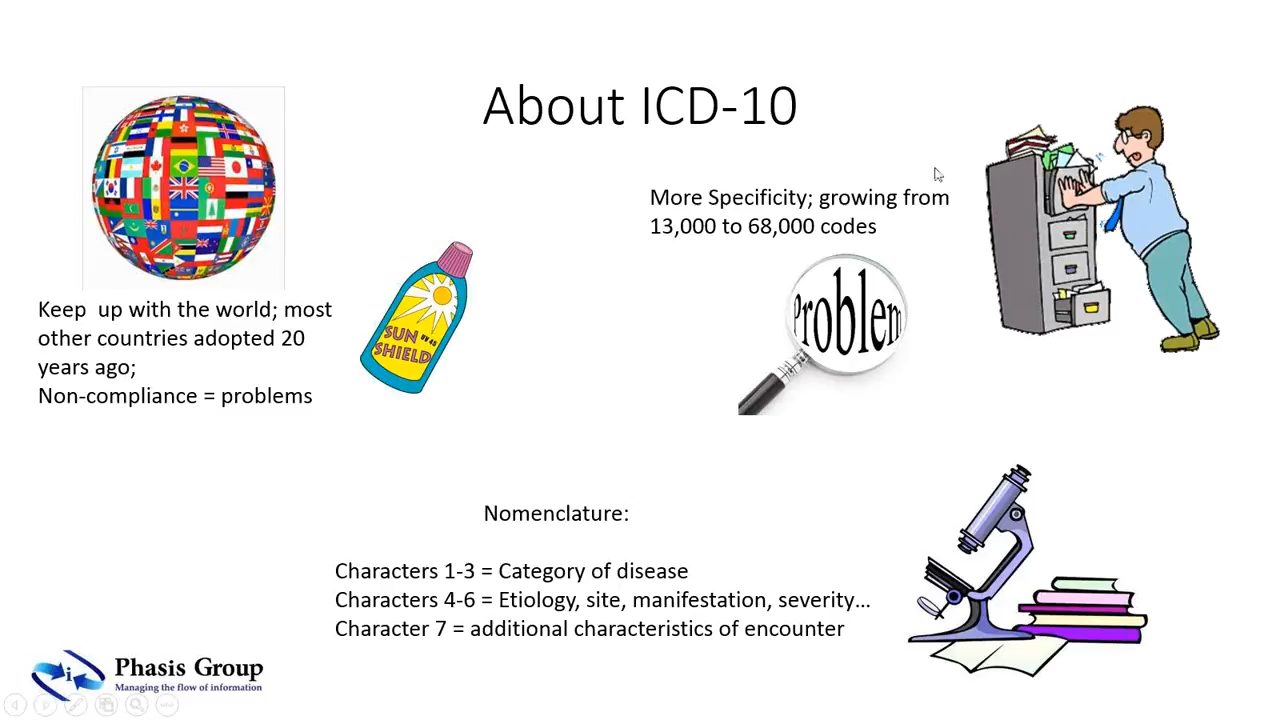 About ICD-10
More Specificity; growing from
13,000 to 68,000 codes
Keep  up with the world; most
other countries adopted 20
years ago;
Non-compliance = problems
SUN
SHIELD
Problem
Nomenclature:
Characters 1-3 = Category of disease
Characters 4-6 = Etiology, site, manifestation, severity…
Character 7 = additional characteristics of encounter
i
Phasis Group
Managing the flow of information